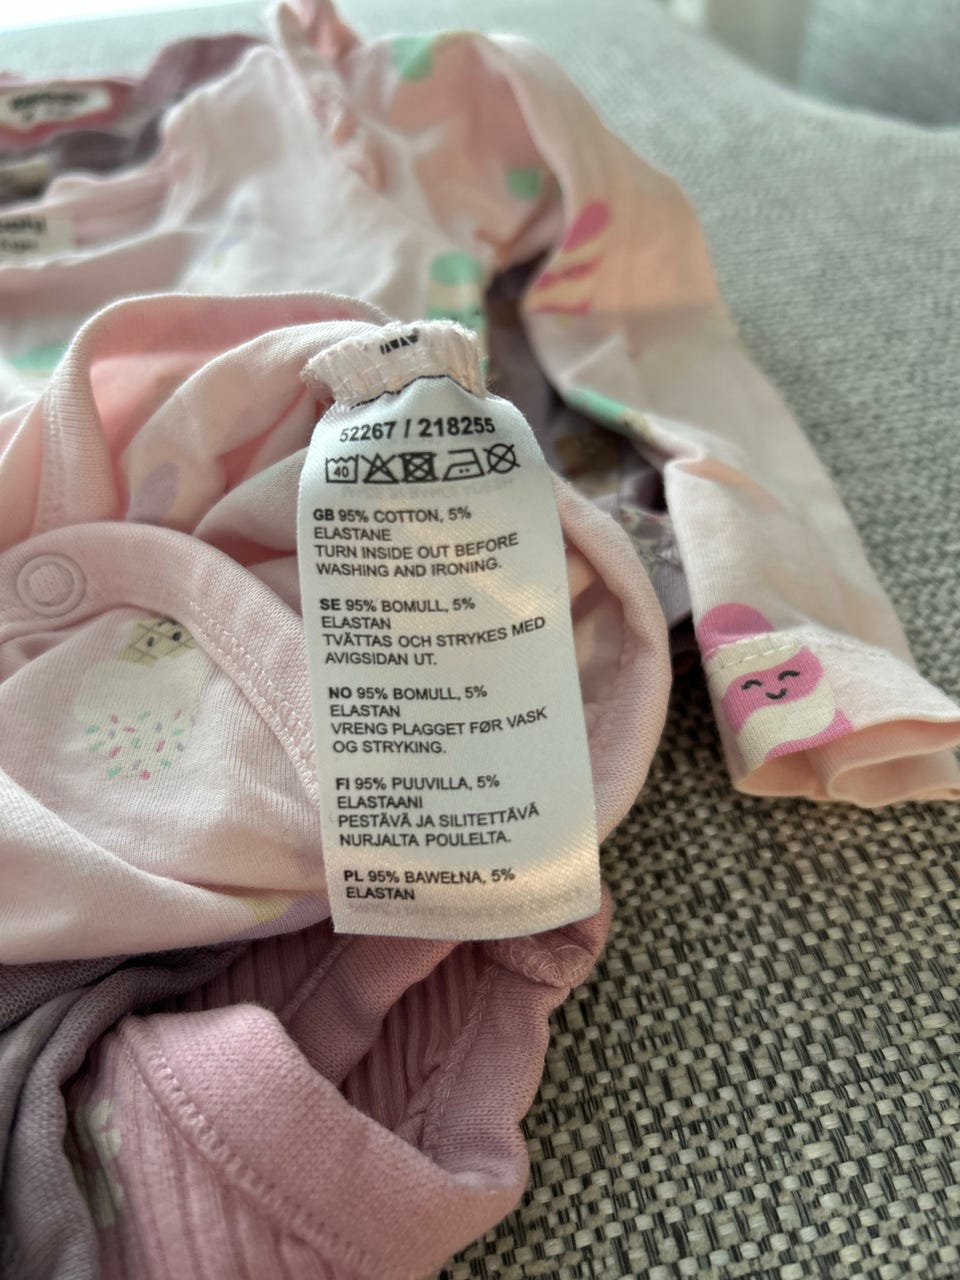 52267 / 218255
40
GB 95% COTTON, 5%
ELASTANE
TURN INSIDE OUT BEFORE
WASHING AND IRONING.
SE 95% BOMULL, 5%
ELASTAN
TVÄTTAS OCH STRYKES MED
AVIGSIDAN UT.
NO 95% BOMULL, 5%
ELASTAN
VRENG PLAGGET FØR VASK
OG STRYKING.
FI 95% PUUVILLA, 5%
ELASTAANI
PESTÄVÄ JA SILITETTÄVÄ
NURJALTA POULELTA.
PL 95% BAWEŁNA, 5%
ELASTAN